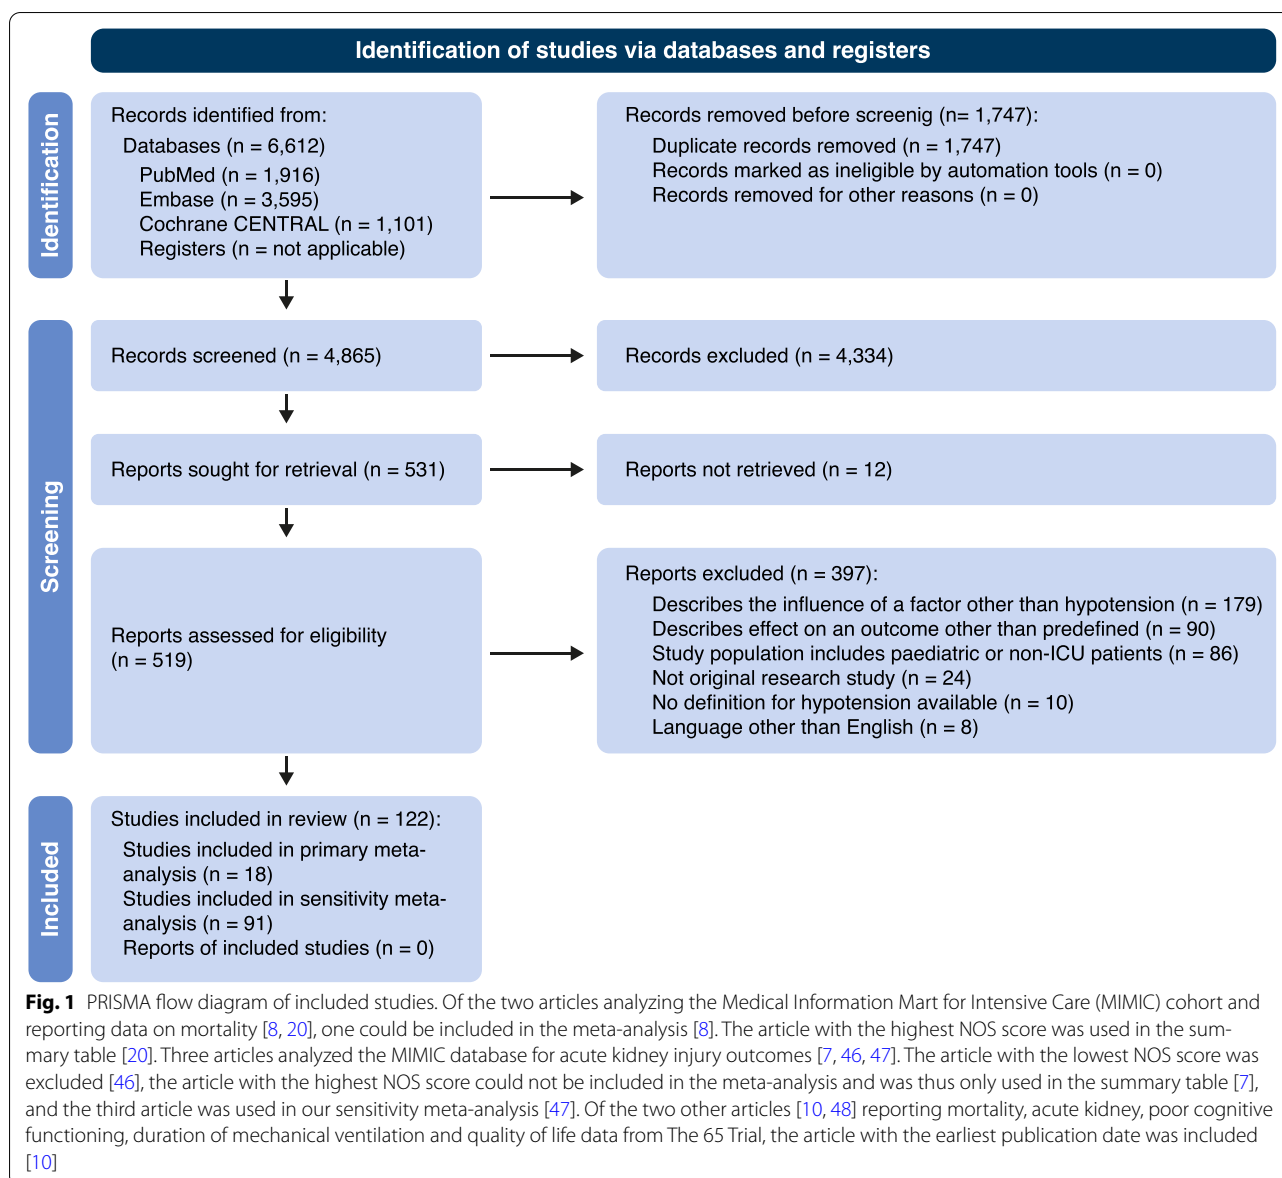 Identification of studies via databases and registers
Identification
Records identified from:
Databases (n = 6,612)
PubMed (n = 1,916)
Embase (n = 3,595)
Cochrane CENTRAL (n = 1,101)
Registers (n = not applicable)
Records removed before screenig (n= 1,747):
Duplicate records removed (n = 1,747)
Records marked as ineligible by automation tools (n = 0)
Records removed for other reasons (n = 0)
Screening
Records screened (n = 4,865)
Records excluded (n = 4,334)
Reports sought for retrieval (n = 531)
Reports not retrieved (n = 12)
Reports assessed for eligibility
(n = 519)
Reports excluded (n = 397):
Describes the influence of a factor other than hypotension (n = 179)
Describes effect on an outcome other than predefined (n = 90)
Study population includes paediatric or non-ICU patients (n = 86)
Not original research study (n = 24)
No definition for hypotension available (n = 10)
Language other than English (n = 8)
Included
Studies included in review (n = 122):
Studies included in primary meta-
analysis (n = 18)
Studies included in sensitivity meta-
analysis (n = 91)
Reports of included studies (n = 0)
Fig. 1 PRISMA flow diagram of included studies. Of the two articles analyzing the Medical Information Mart for Intensive Care (MIMIC) cohort and
reporting data on mortality [8, 20], one could be included in the meta-analysis [8]. The article with the highest NOS score was used in the sum-
mary table [20]. Three articles analyzed the MIMIC database for acute kidney injury outcomes [7, 46, 47]. The article with the lowest NOS score was
excluded [46], the article with the highest NOS score could not be included in the meta-analysis and was thus only used in the summary table [7],
and the third article was used in our sensitivity meta-analysis [47]. Of the two other articles [10, 48] reporting mortality, acute kidney, poor cognitive
functioning, duration of mechanical ventilation and quality of life data from The 65 Trial, the article with the earliest publication date was included
[10]